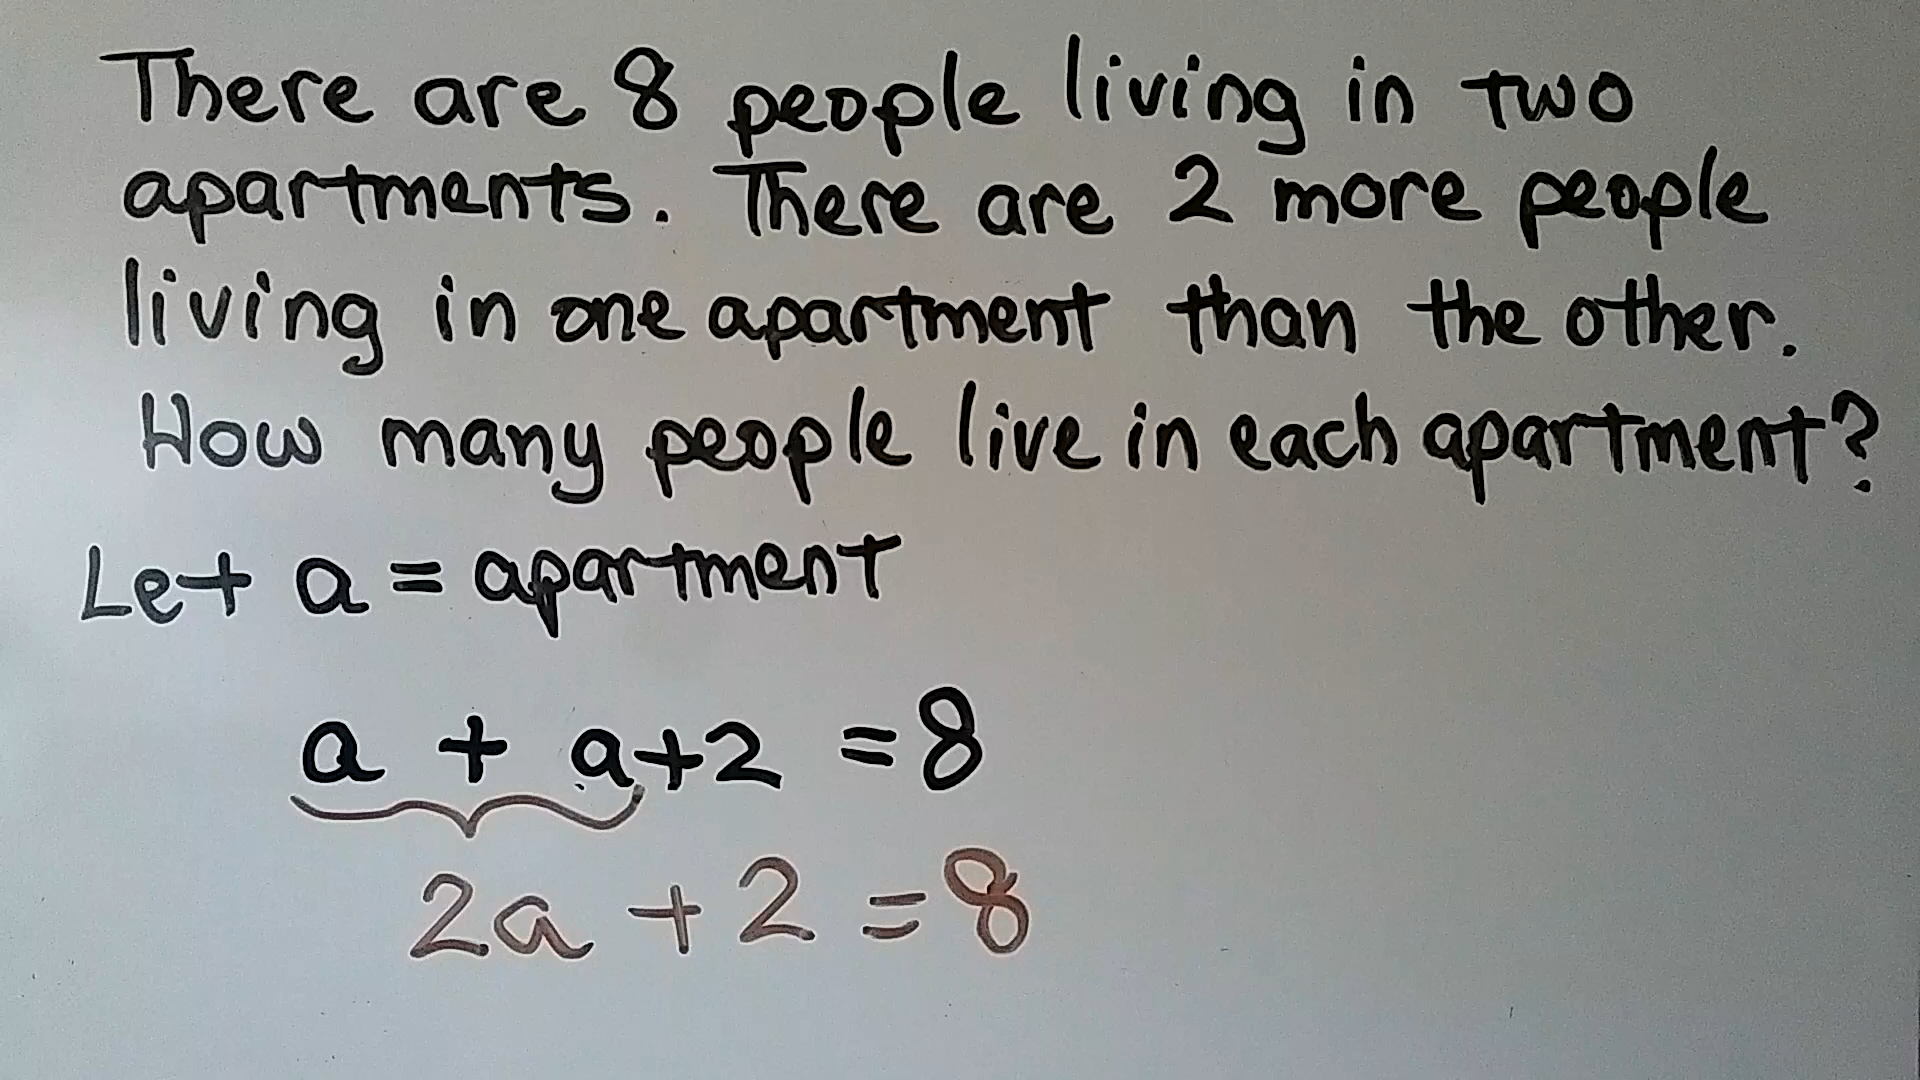 There are 8 people living in two
apartments. There are 2 more people
living in one apartment than the other.
How many people live in each apartment?
Let a = apartment
a + a+2 =8
2a +2 =8